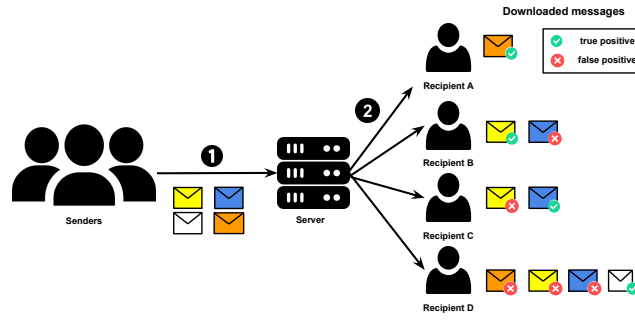 Downloaded messages
true positive
false positive
Recipient A
2
1
Recipient B
Senders
Server
Recipient C
Recipient D